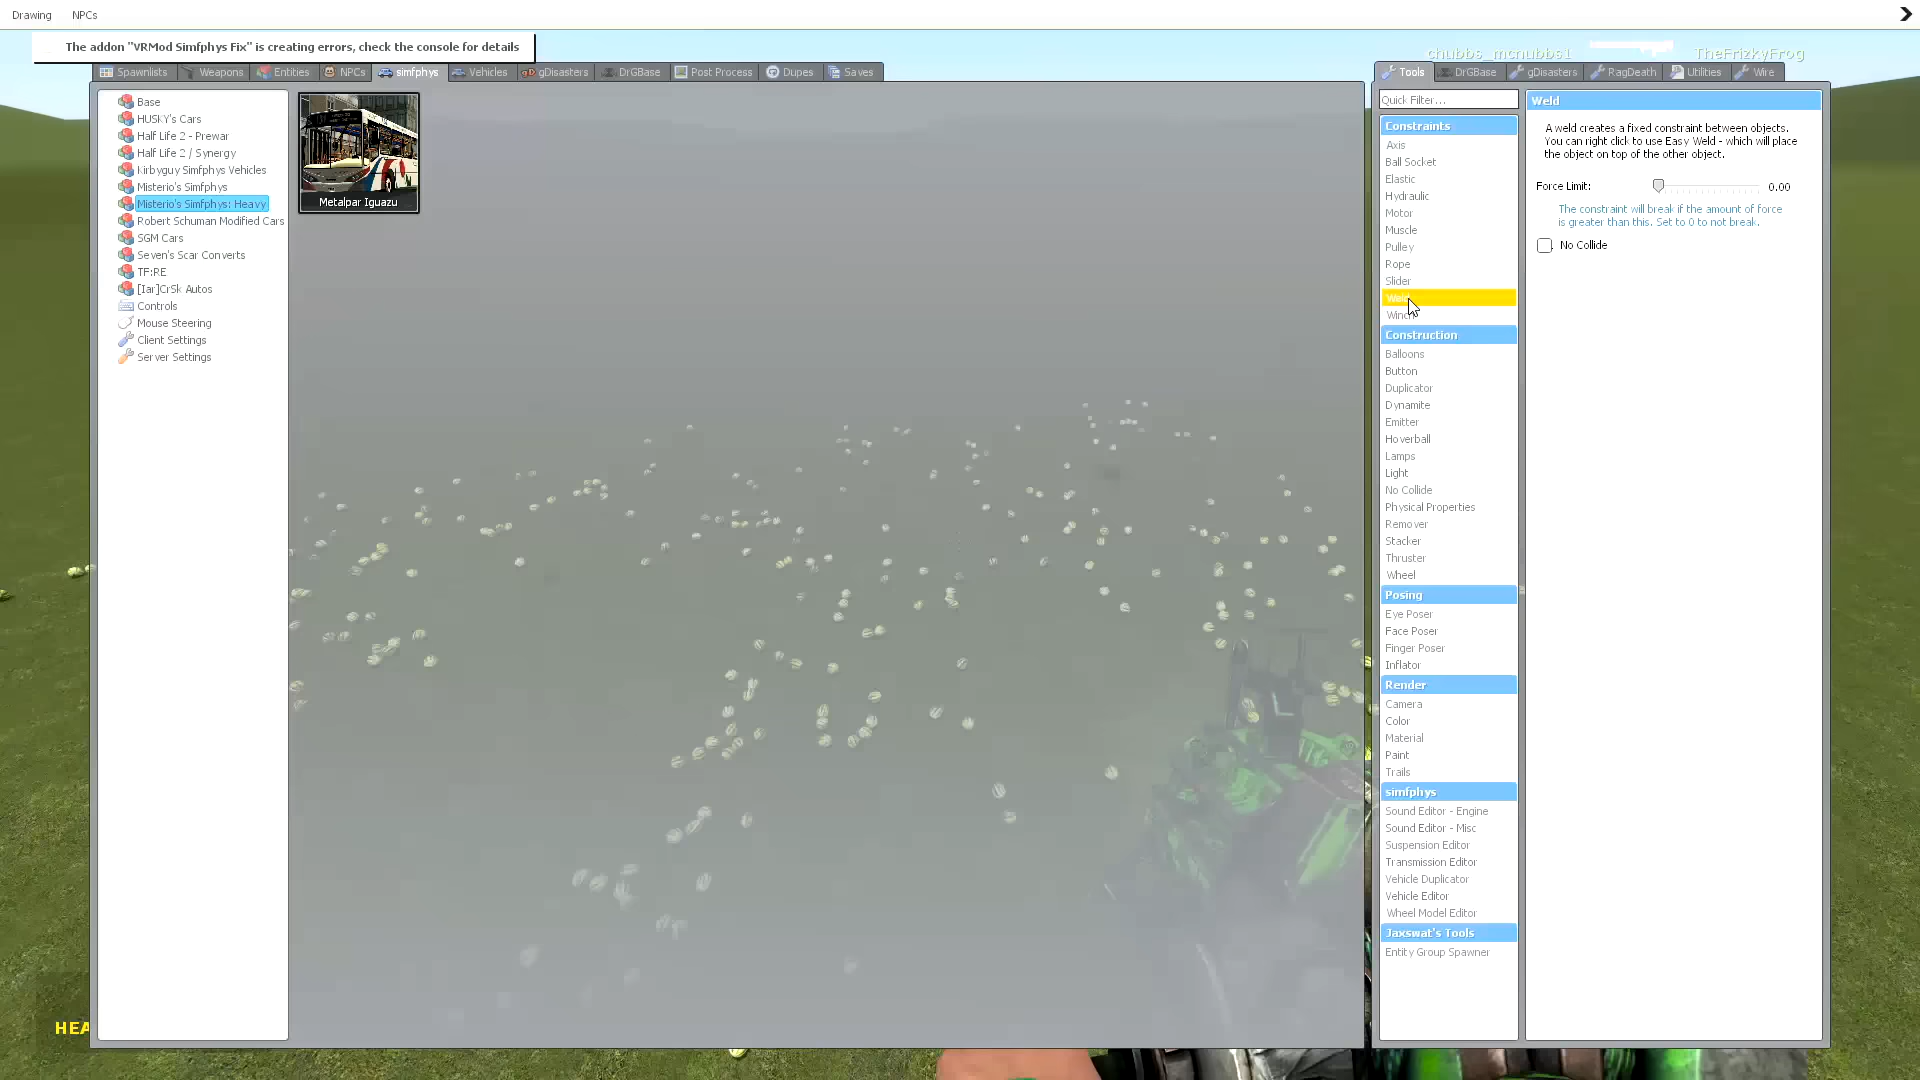 Drawing NPCs
The addon "VRMod Simfphys Fix" is creating errors, check the console for details
chubbs_mcnubbs1 TheFrizkyFrog
Spawnlists Weapons Entities NPCs simfphys Vehicles gDisasters DrGBase Post Process Dupes Saves
Base
HUSKY's Cars
Half Life 2 - Prewar
Half Life 2 / Synergy
Kirbyguy Simfphys Vehicles
Misterio's Simfphys
Misterio's Simfphys: Heavy
Robert Schuman Modified Cars
SGM Cars
Seven's Scar Converts
TF:RE
[Iar]CrSk Autos
Controls
Mouse Steering
Client Settings
Server Settings
Metalpar Iguazu
HEA
Tools DrGBase gDisasters RagDeath Utilities Wire
Quick Filter...
Constraints
Axis
Ball Socket
Elastic
Hydraulic
Motor
Muscle
Pulley
Rope
Slider
Weld
Winch
Construction
Balloons
Button
Duplicator
Dynamite
Emitter
Hoverball
Lamps
Light
No Collide
Physical Properties
Remover
Stacker
Thruster
Wheel
Posing
Eye Poser
Face Poser
Finger Poser
Inflator
Render
Camera
Color
Material
Paint
Trails
simfphys
Sound Editor - Engine
Sound Editor - Misc
Suspension Editor
Transmission Editor
Vehicle Duplicator
Vehicle Editor
Wheel Model Editor
Jaxswat's Tools
Entity Group Spawner
Weld
A weld creates a fixed constraint between objects.
You can right click to use Easy Weld - which will place
the object on top of the other object.
Force Limit: 0.00
The constraint will break if the amount of force
is greater than this. Set to 0 to not break.
No Collide